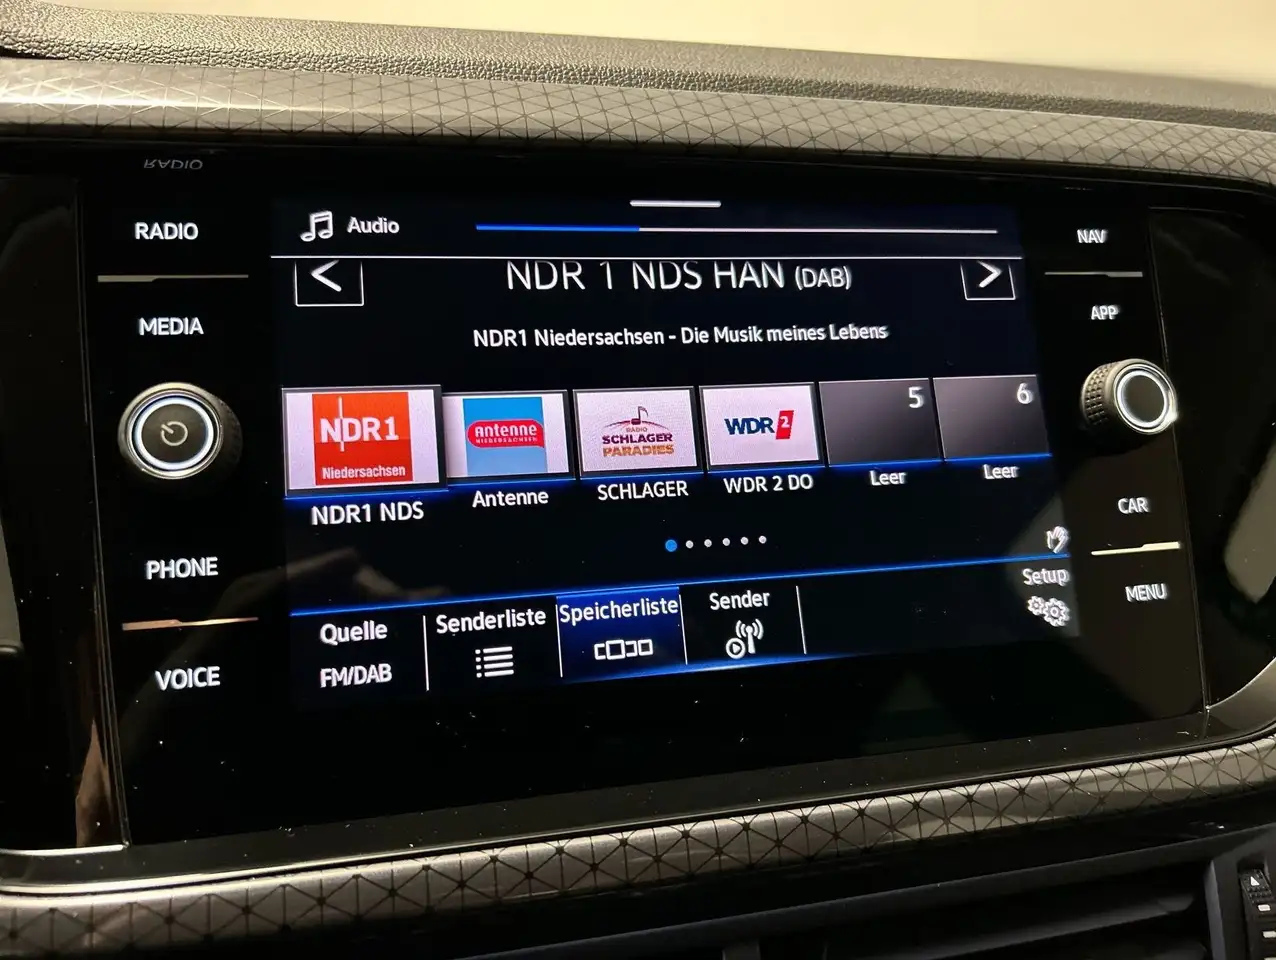 RADIO
RADIO
MEDIA
PHONE
VOICE
Audio
NDR 1 NDS HAN (DAB)
NDR1 Niedersachsen - Die Musik meines Lebens
NDR1
Niedersachsen
NDR1 NDS
Antenne
NIEDERSACHSEN
Antenne
RADIO
SCHLAGER
PARADIES
SCHLAGER
WDR 2
WDR 2 DO
5
Leer
6
Leer
Quelle
FM/DAB
Senderliste
Speicherliste
Sender
Setup
NAV
APP
CAR
MENU